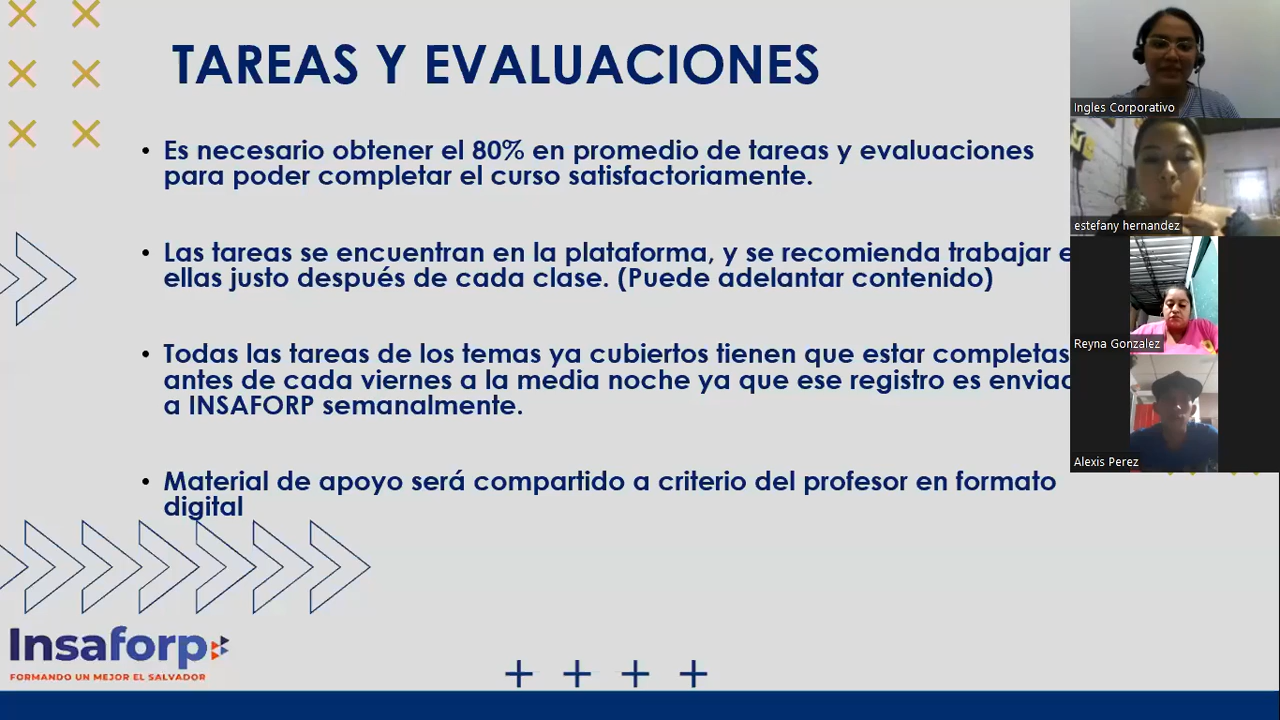 TAREAS Y EVALUACIONES
• Es necesario obtener el 80% en promedio de tareas y evaluaciones
para poder completar el curso satisfactoriamente.
• Las tareas se encuentran en la plataforma, y se recomienda trabajar e
ellas justo después de cada clase. (Puede adelantar contenido)
• Todas las tareas de los temas ya cubiertos tienen que estar completas
antes de cada viernes a la media noche ya que ese registro es enviad
a INSAFORP semanalmente.
• Material de apoyo será compartido a criterio del profesor en formato
digital
Insaforp
FORMANDO UN MEJOR EL SALVADOR
Ingles Corporativo
estefany hernandez
Reyna Gonzalez
Alexis Perez